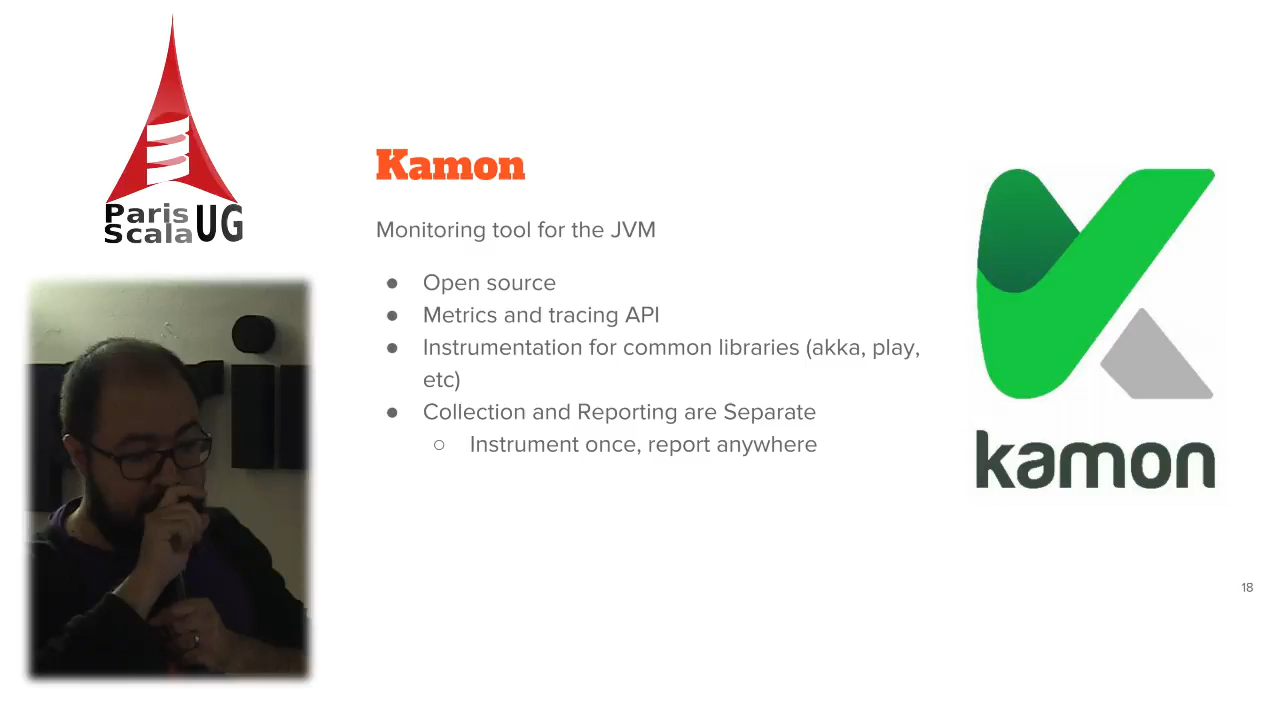 Paris
Scala UG
Kamon
Monitoring tool for the JVM
● Open source
● Metrics and tracing API
● Instrumentation for common libraries (akka, play,
etc)
● Collection and Reporting are Separate
○ Instrument once, report anywhere
kamon
18